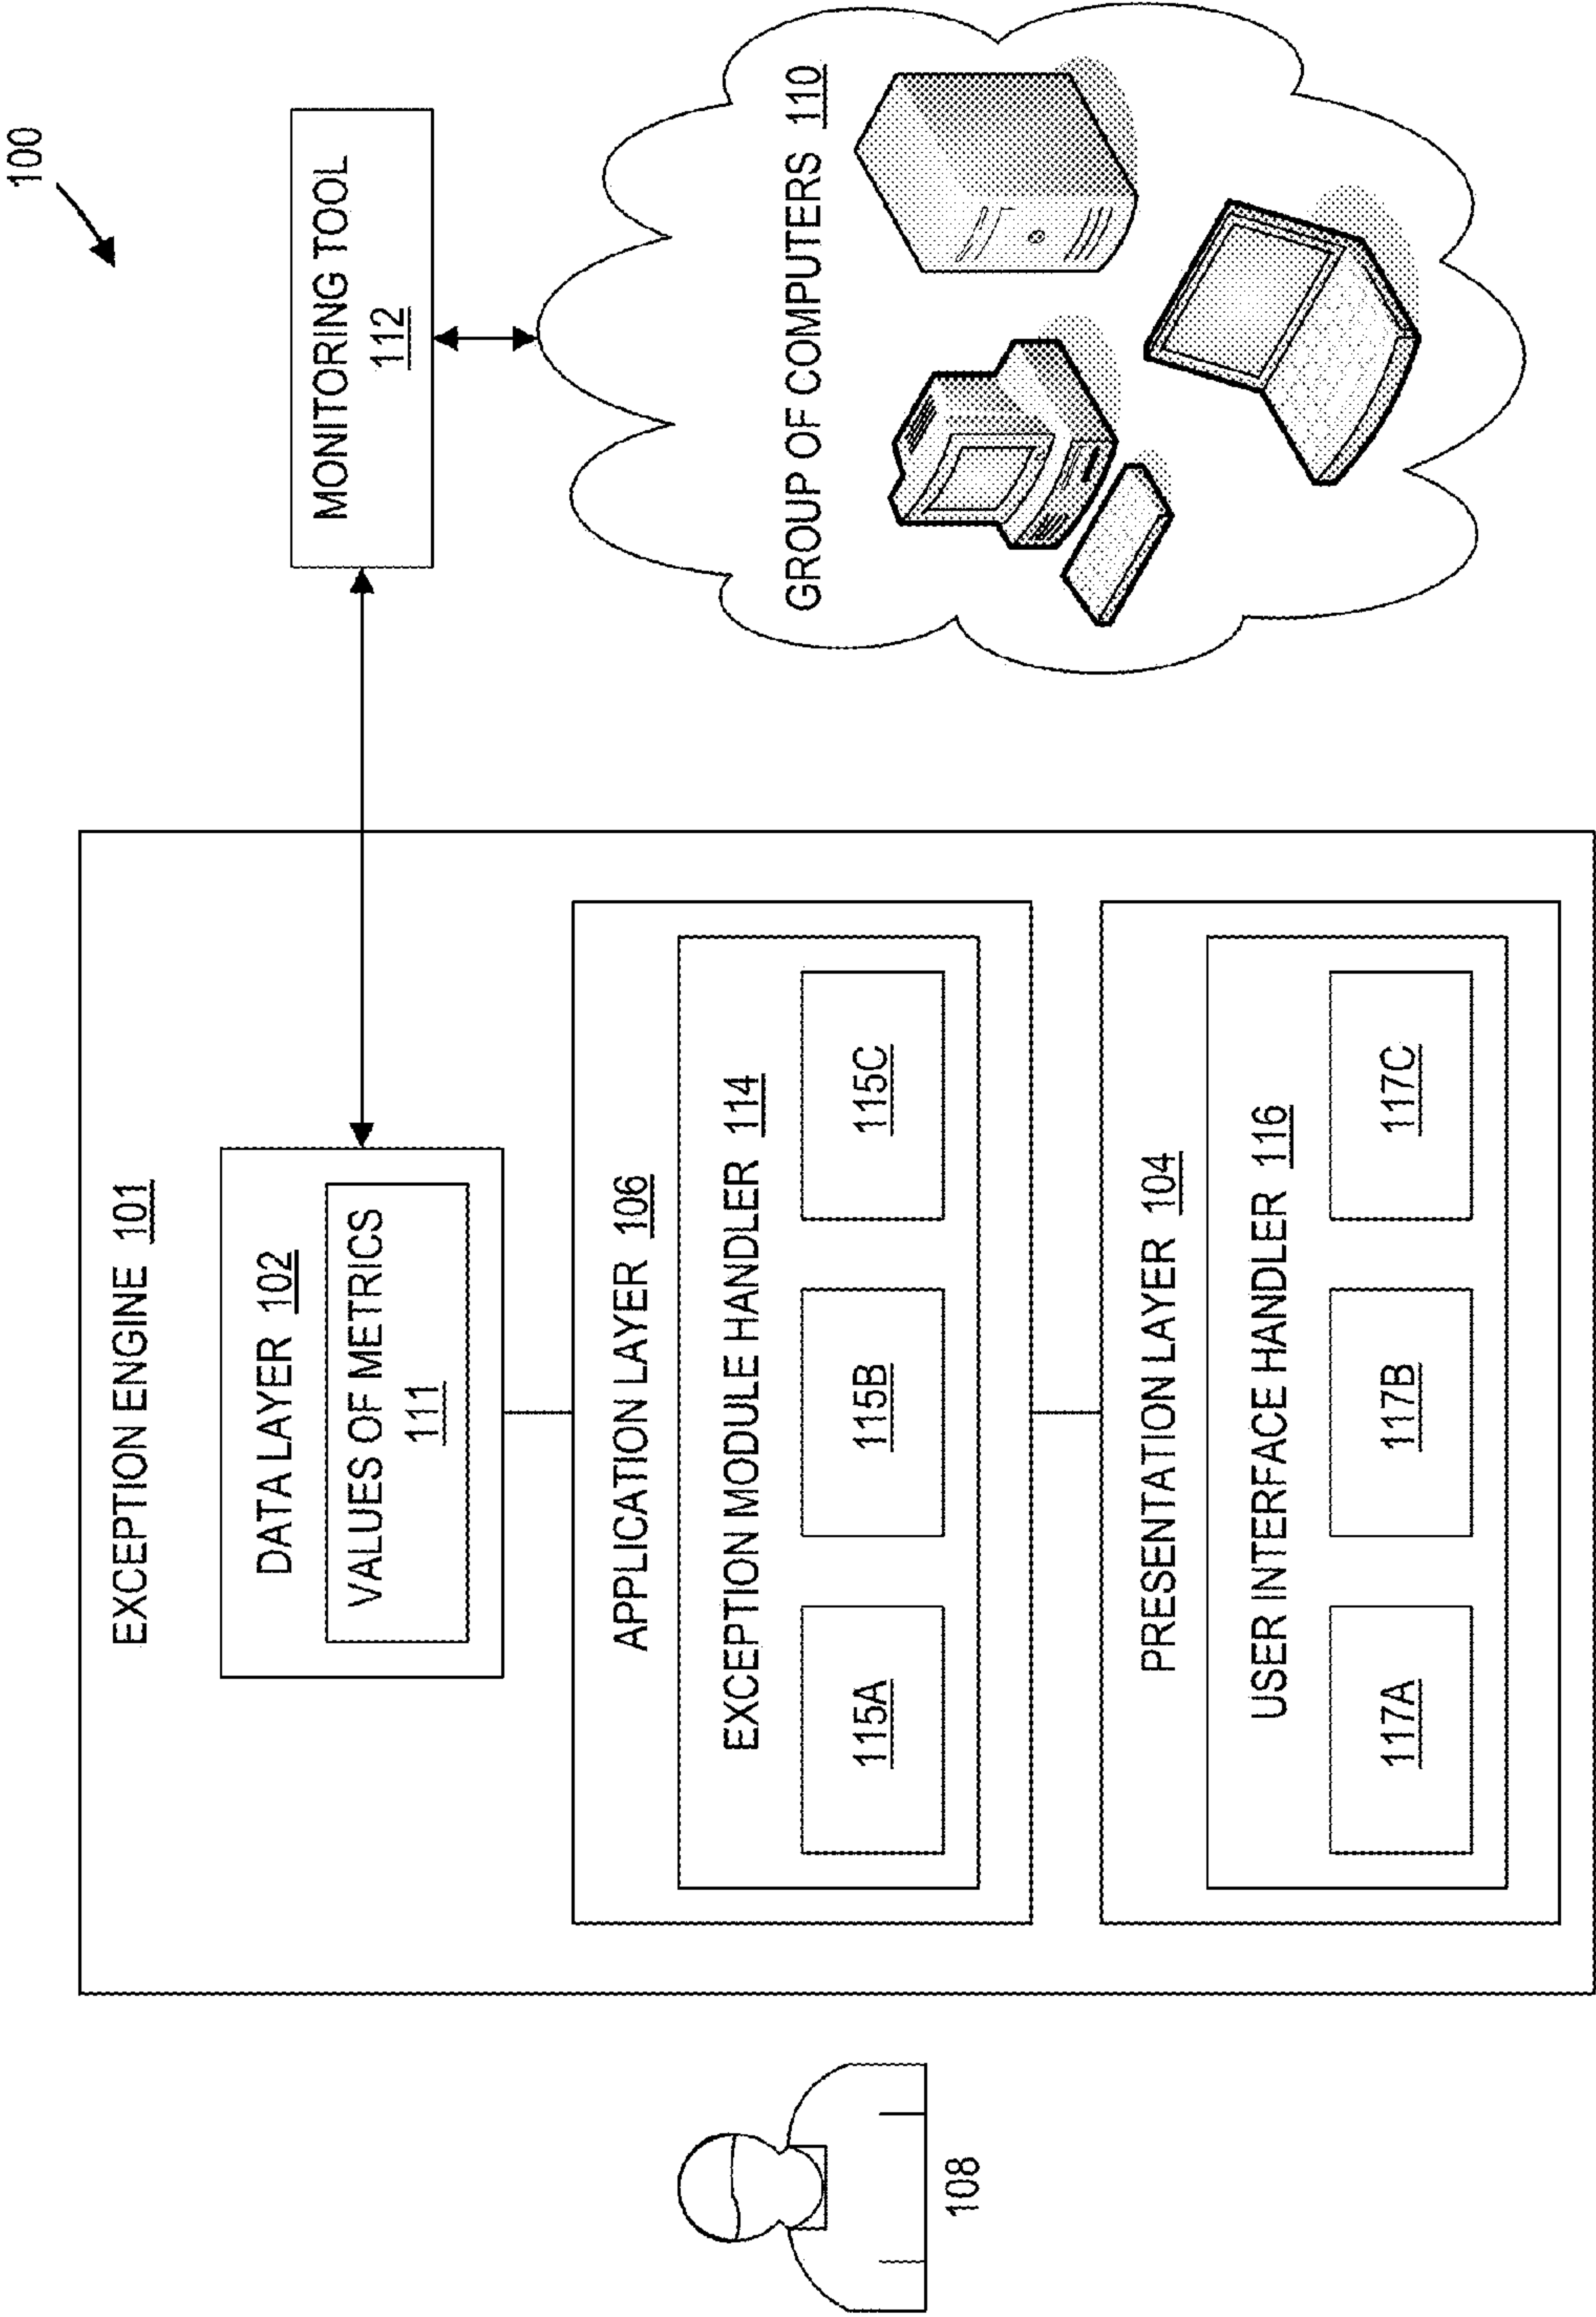 100
EXCEPTION ENGINE 101
DATA LAYER 102
VALUES OF METRICS
111
MONITORING TOOL
112
APPLICATION LAYER 106
EXCEPTION MODULE HANDLER 114
115A
115B
115C
GROUP OF COMPUTERS 110
PRESENTATION LAYER 104
USER INTERFACE HANDLER 116
117A
117B
117C
108